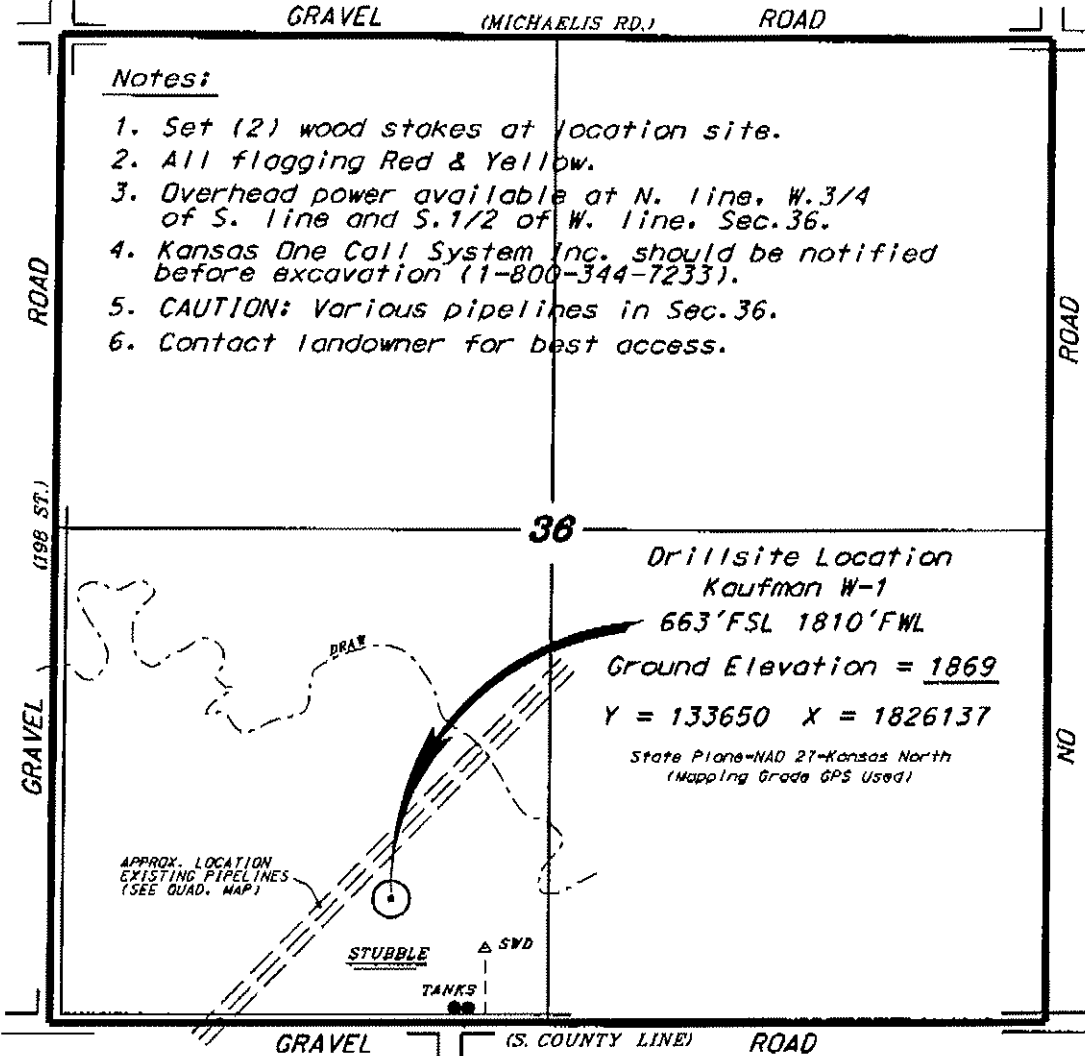 GRAVEL (MICHAELIS RD.) ROAD
Notes:
1. Set (2) wood stakes at location site.
2. All flagging Red & Yellow.
3. Overhead power available at N. line, W.3/4
of S. line and S.1/2 of W. line, Sec.36.
4. Kansas One Call System Inc. should be notified
before excavation (1-800-344-7233).
5. CAUTION: Various pipelines in Sec.36.
6. Contact landowner for best access.
ROAD
(198 ST.)
GRAVEL
ROAD
NO
36
Drillsite Location
Kaufman W-1
663'FSL 1810'FWL
Ground Elevation = 1869
Y = 133650 X = 1826137
State Plane-NAD 27-Kansas North
(Mapping Grade GPS Used)
DRAW
APPROX. LOCATION
EXISTING PIPELINES
(SEE QUAD. MAP)
STUBBLE
SWD
TANKS
GRAVEL (S. COUNTY LINE) ROAD